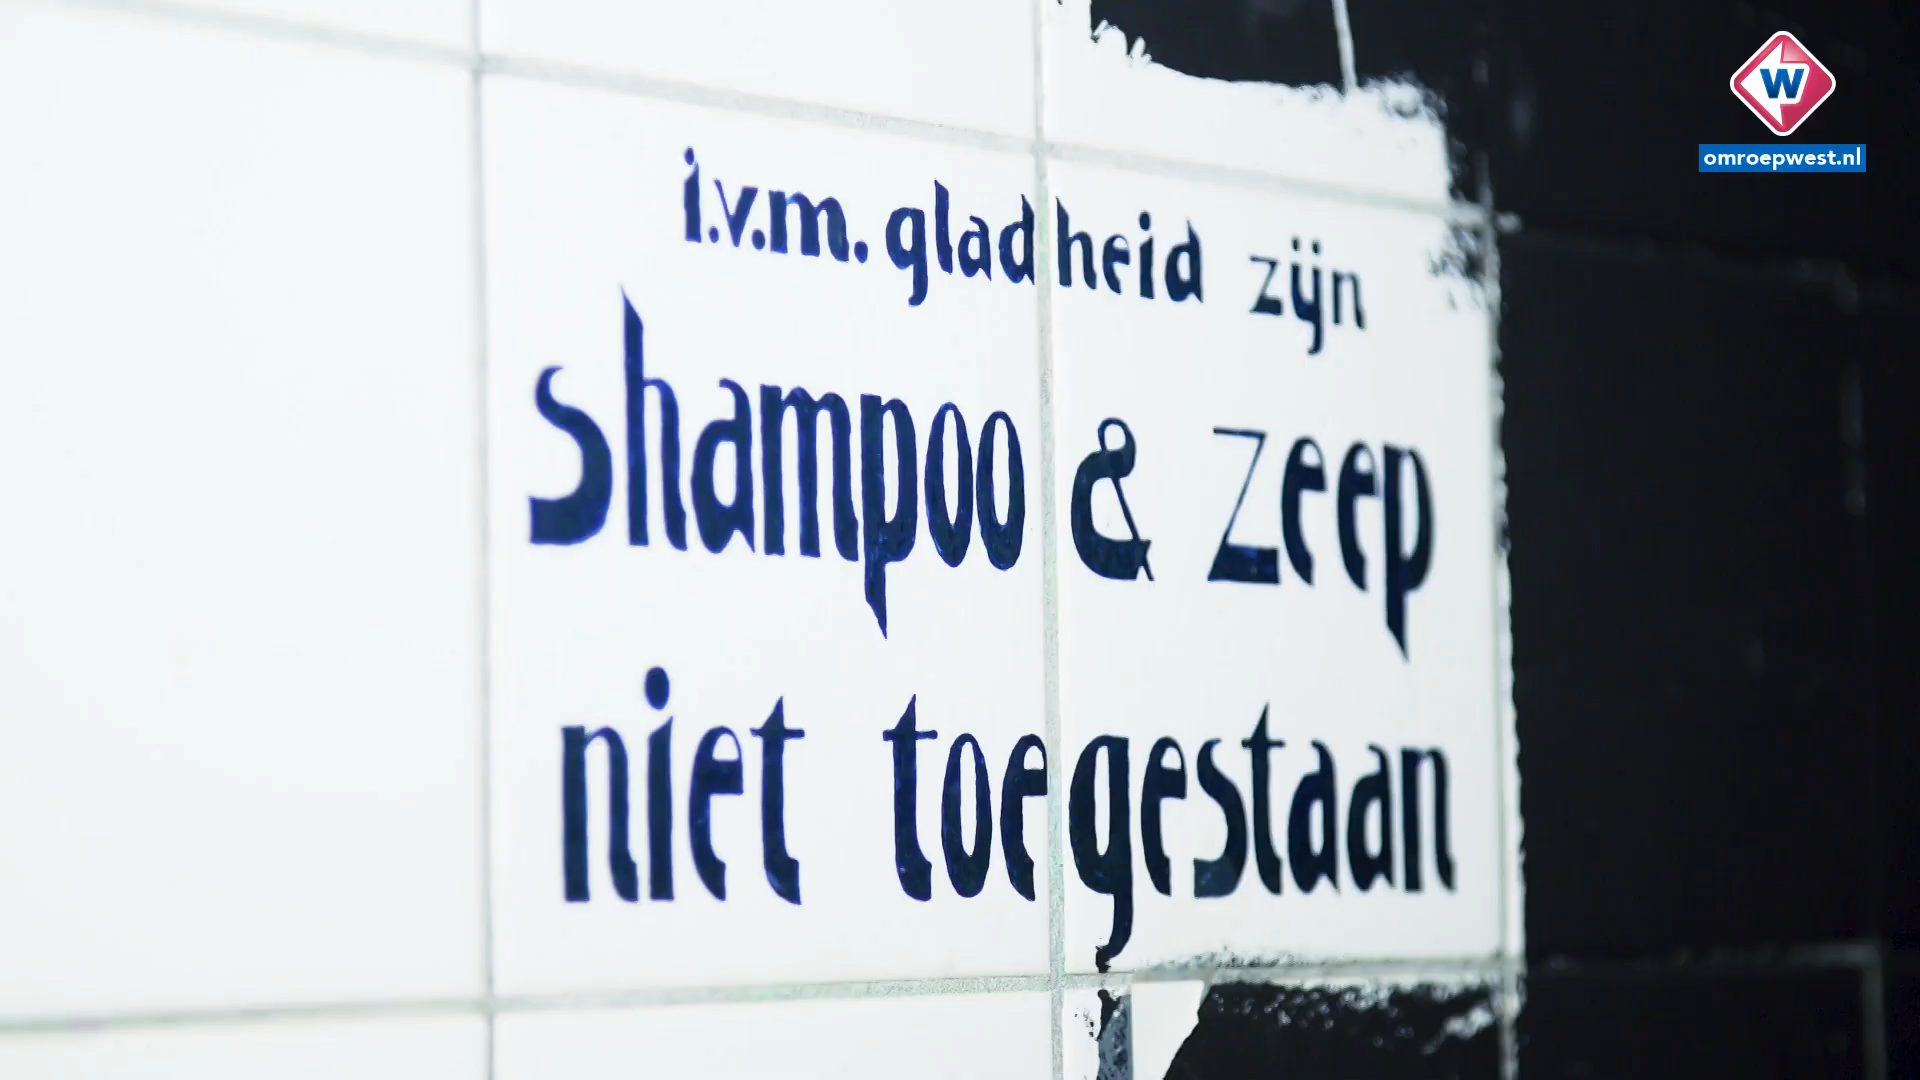 W
omroepwest.nl
i.v.m. gladheid zijn
shampoo & zeep
niet toegestaan